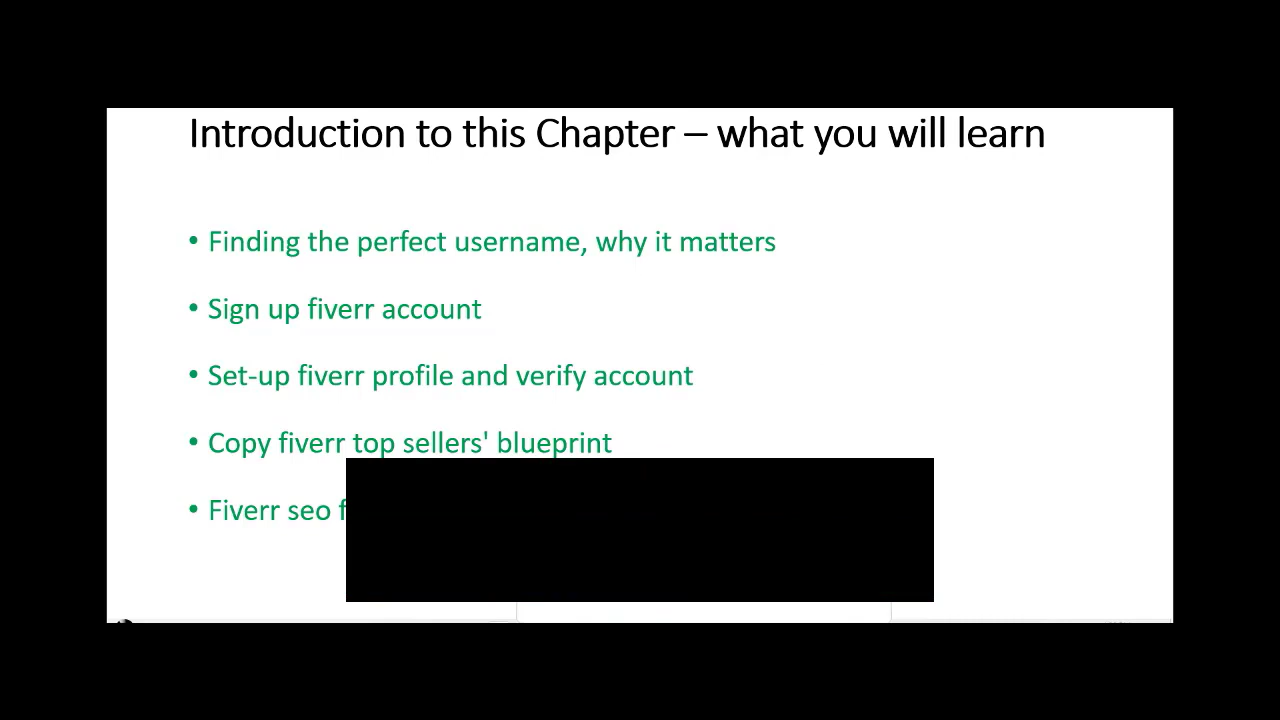 Introduction to this Chapter – what you will learn
• Finding the perfect username, why it matters
• Sign up fiverr account
• Set-up fiverr profile and verify account
• Copy fiverr top sellers' blueprint
• Fiverr seo